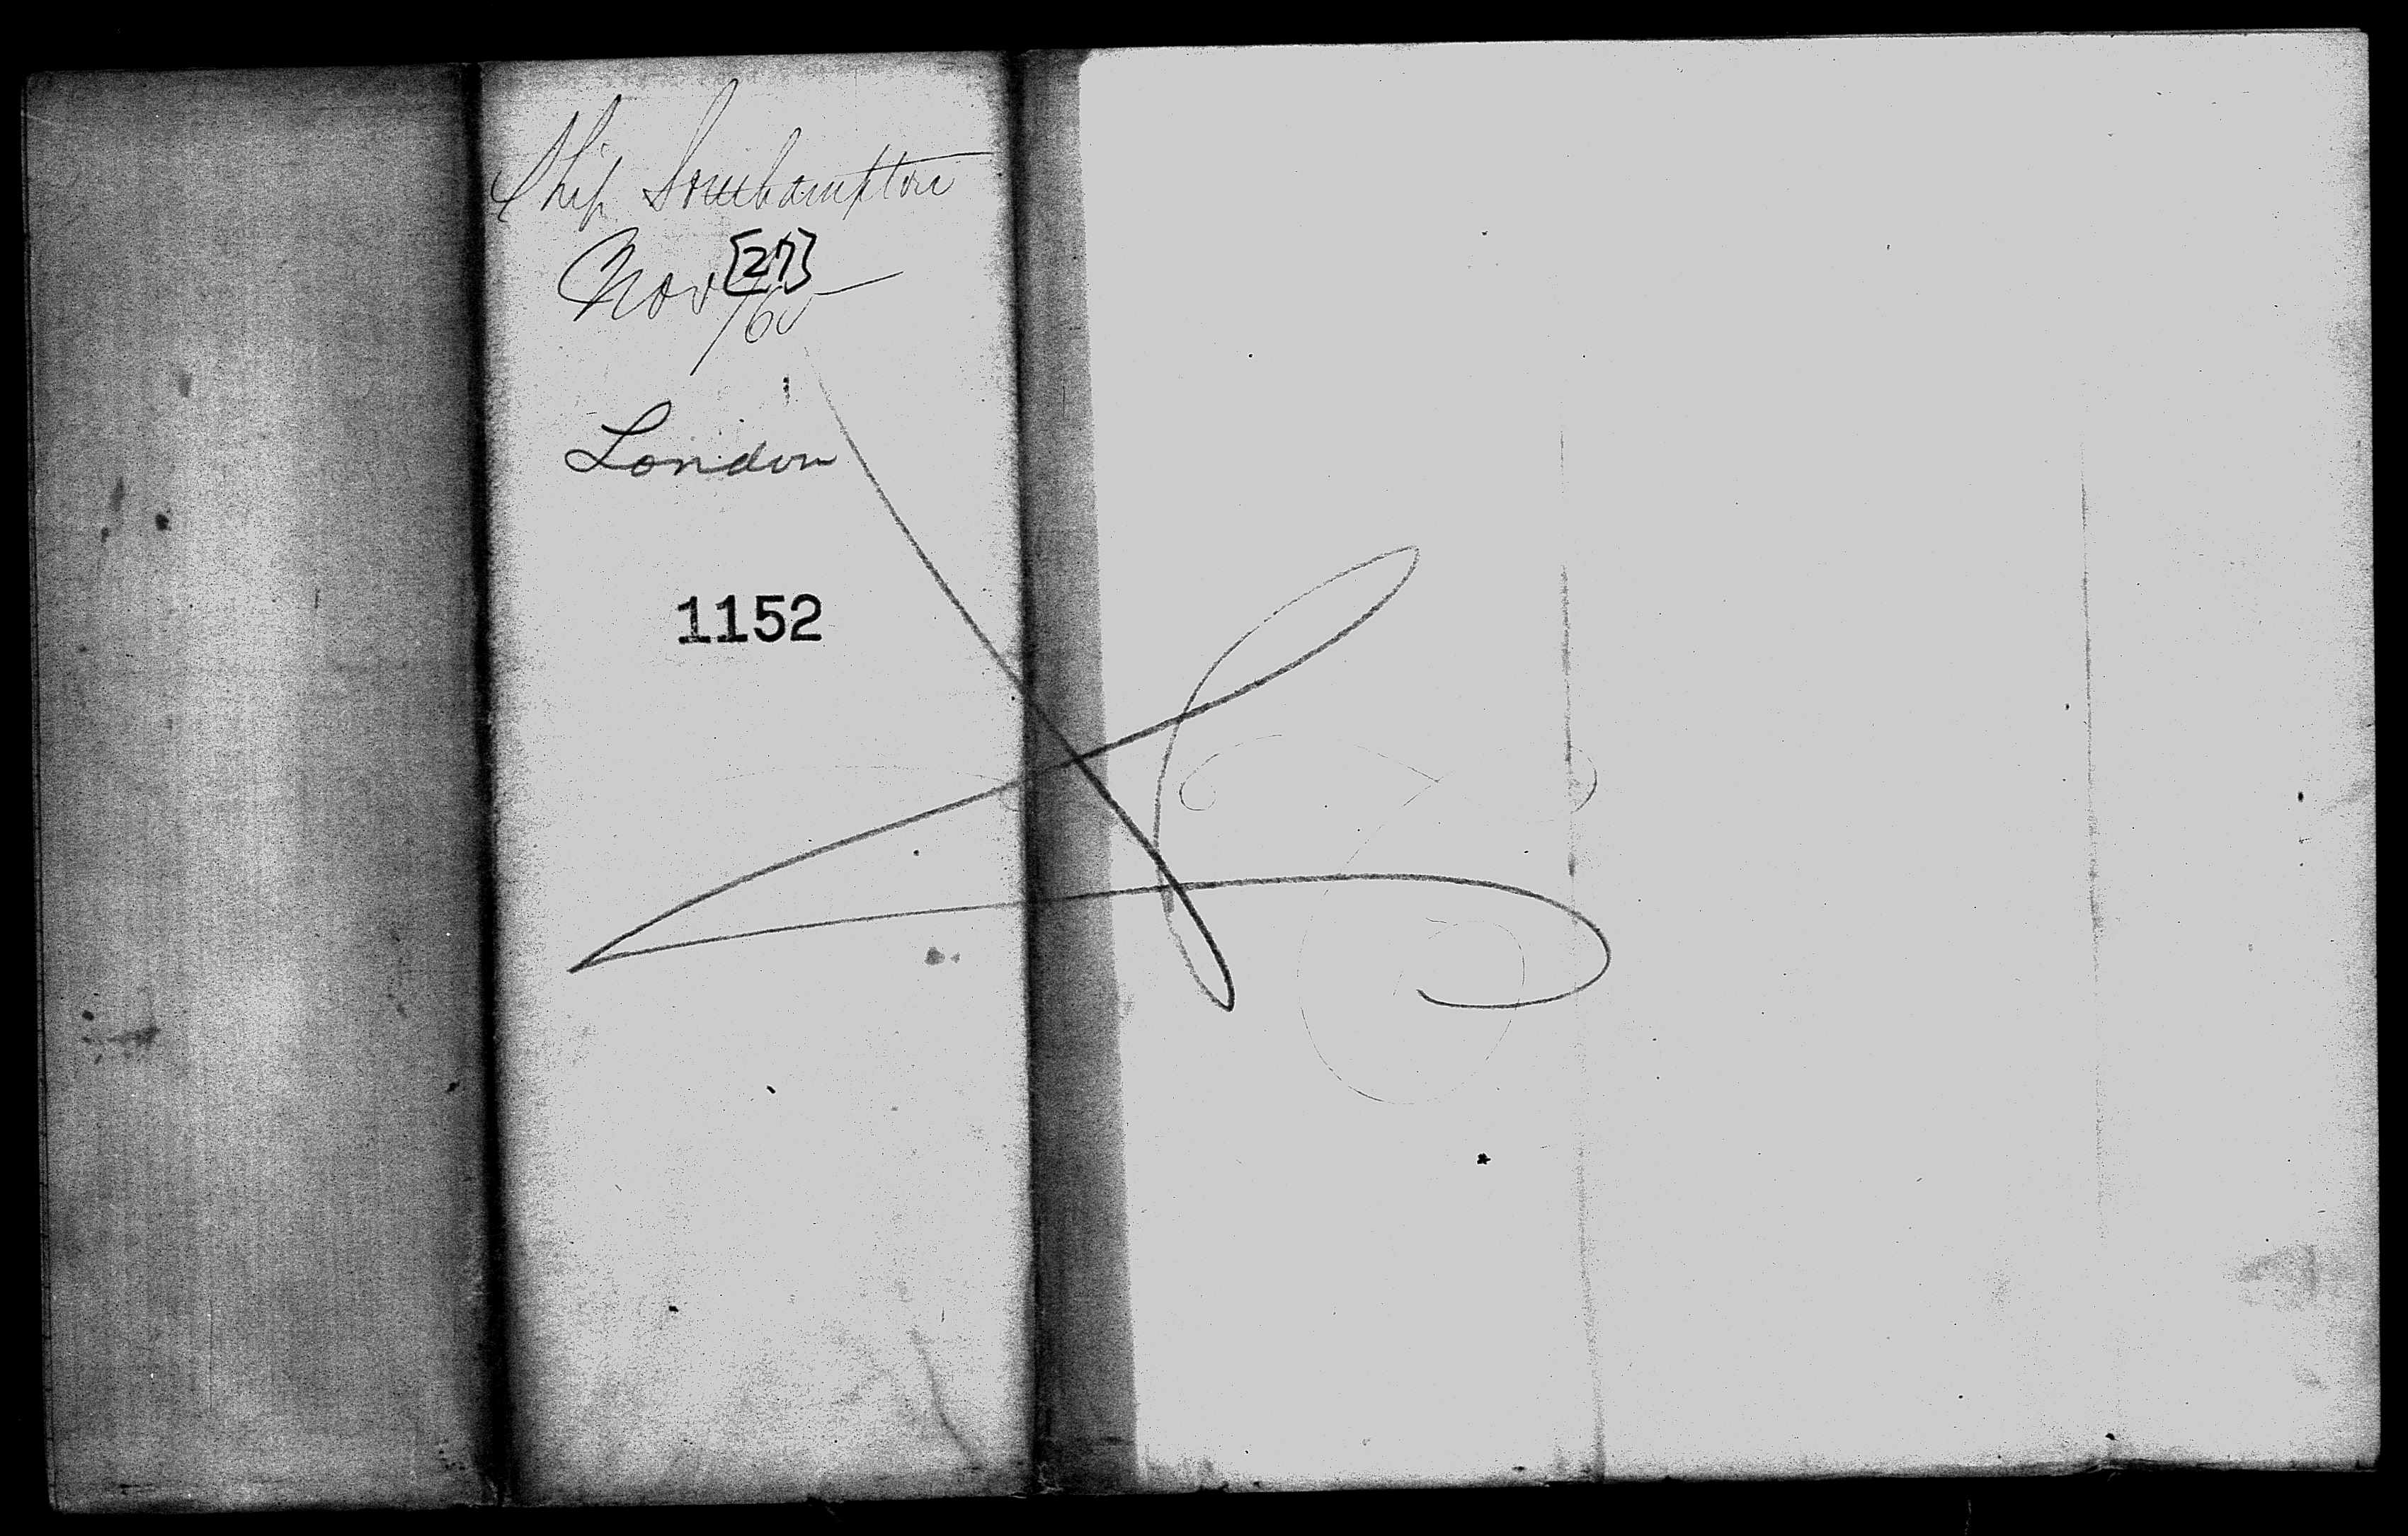 Ship Southampton
Nov [27]
/60
London
1152